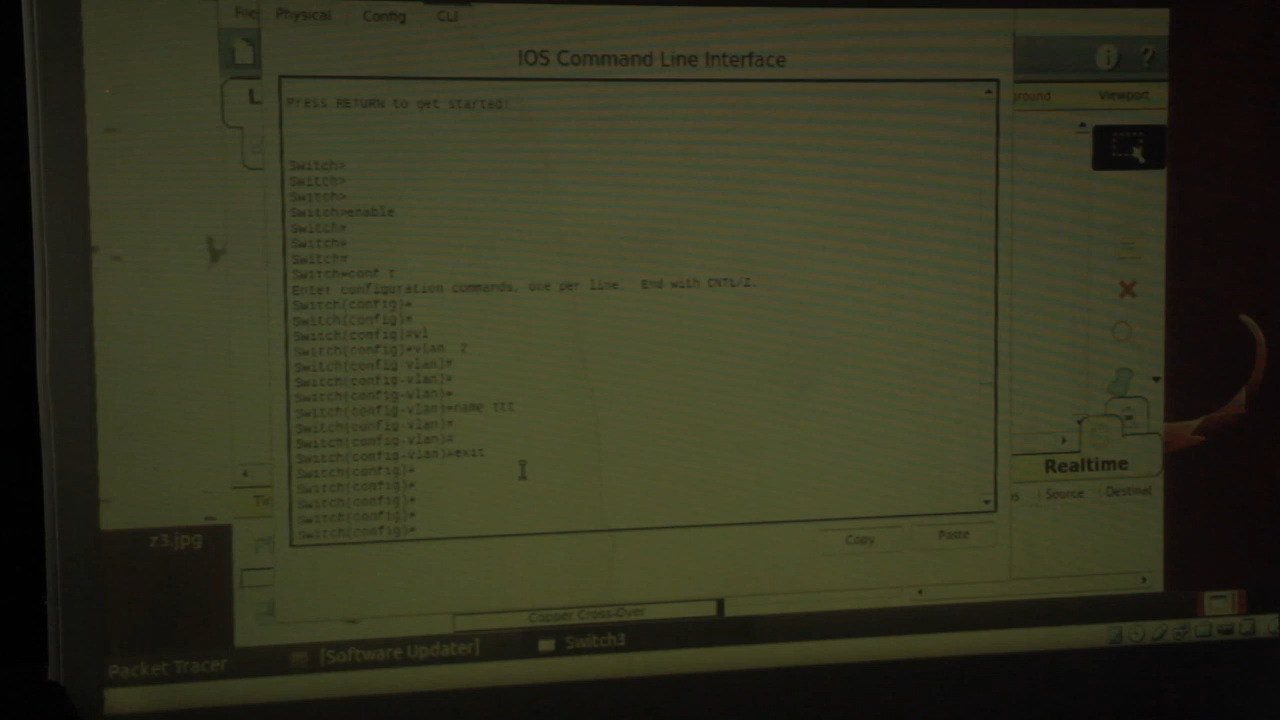 File
Physical
Config
CLI
IOS Command Line Interface
Press RETURN to get started!
Switch>
Switch>
Switch>
Switch>enable
Switch#
Switch#
Switch#
Switch#conf t
Enter configuration commands, one per line.  End with CNTL/Z.
Switch(config)#
Switch(config)#
Switch(config)#vl
Switch(config)#vlan  2
Switch(config-vlan)#
Switch(config-vlan)#
Switch(config-vlan)#
Switch(config-vlan)#name ttt
Switch(config-vlan)#
Switch(config-vlan)#
Switch(config-vlan)#exit
Switch(config)#
Switch(config)#
Switch(config)#
Switch(config)#
Switch(config)#
Copy
Paste
L
i
?
round
Viewport
Realtime
Source
Destinat
z3.jpg
Copper Cross-Over
Packet Tracer
[Software Updater]
Switch3